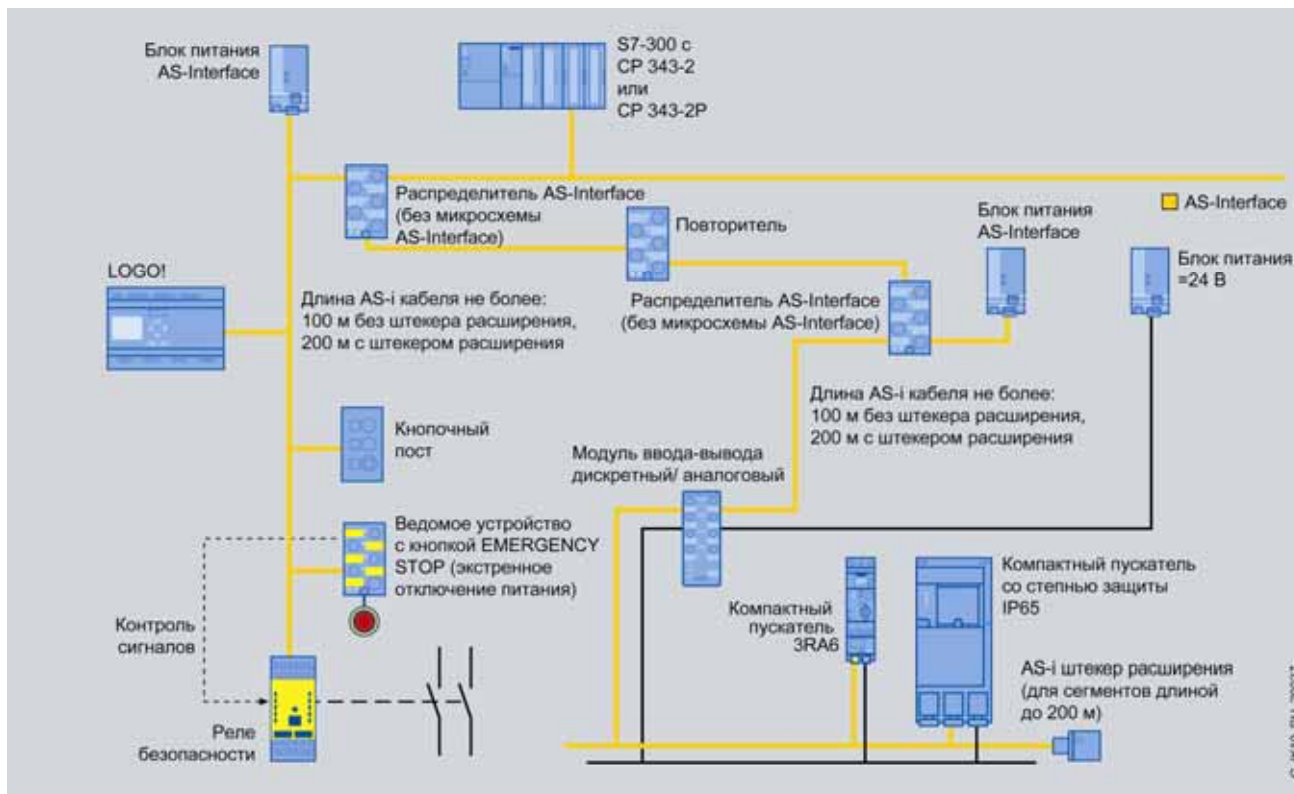 Блок питания
AS-Interface
S7-300 с
CP 343-2
или
CP 343-2P
Распределитель AS-Interface
(без микросхемы
AS-Interface)
Повторитель
Блок питания
AS-Interface
AS-Interface
Блок питания
=24 В
LOGO!
Длина AS-i кабеля не более:
100 м без штекера расширения,
200 м с штекером расширения
Распределитель AS-Interface
(без микросхемы AS-Interface)
Длина AS-i кабеля не более:
100 м без штекера расширения,
200 м с штекером расширения
Кнопочный
пост
Модуль ввода-вывода
дискретный/ аналоговый
Ведомое устройство
с кнопкой EMERGENCY
STOP (экстренное
отключение питания)
Контроль
сигналов
Реле
безопасности
Компактный
пускатель
3RA6
Компактный пускатель
со степнью защиты
IP65
AS-i штекер расширения
(для сегментов длиной
до 200 м)